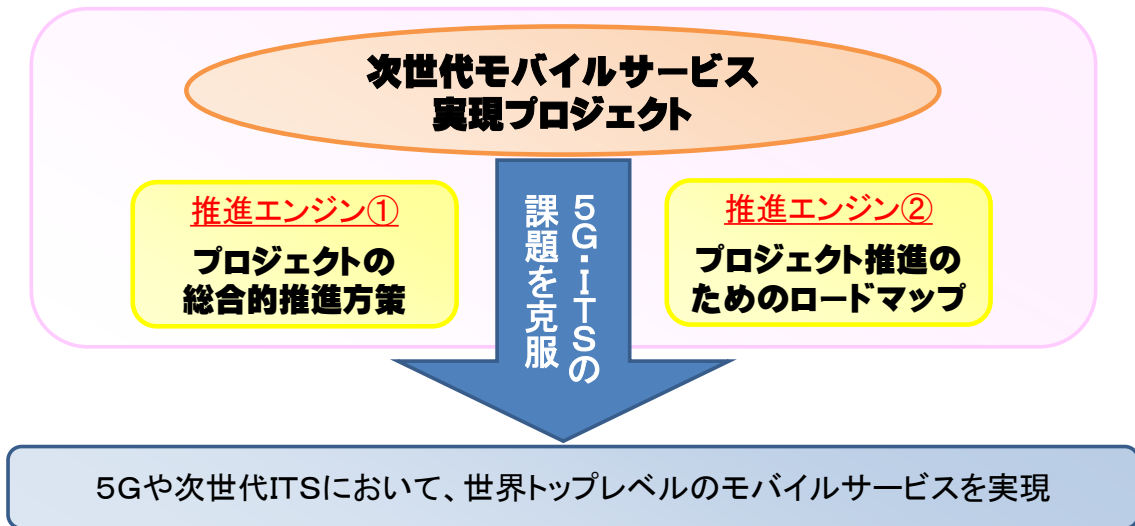 次世代モバイルサービス
実現プロジェクト
推進エンジン①
プロジェクトの
総合的推進方策
5G・ITSの
課題を克服
推進エンジン②
プロジェクト推進の
ためのロードマップ
5Gや次世代ITSにおいて、世界トップレベルのモバイルサービスを実現